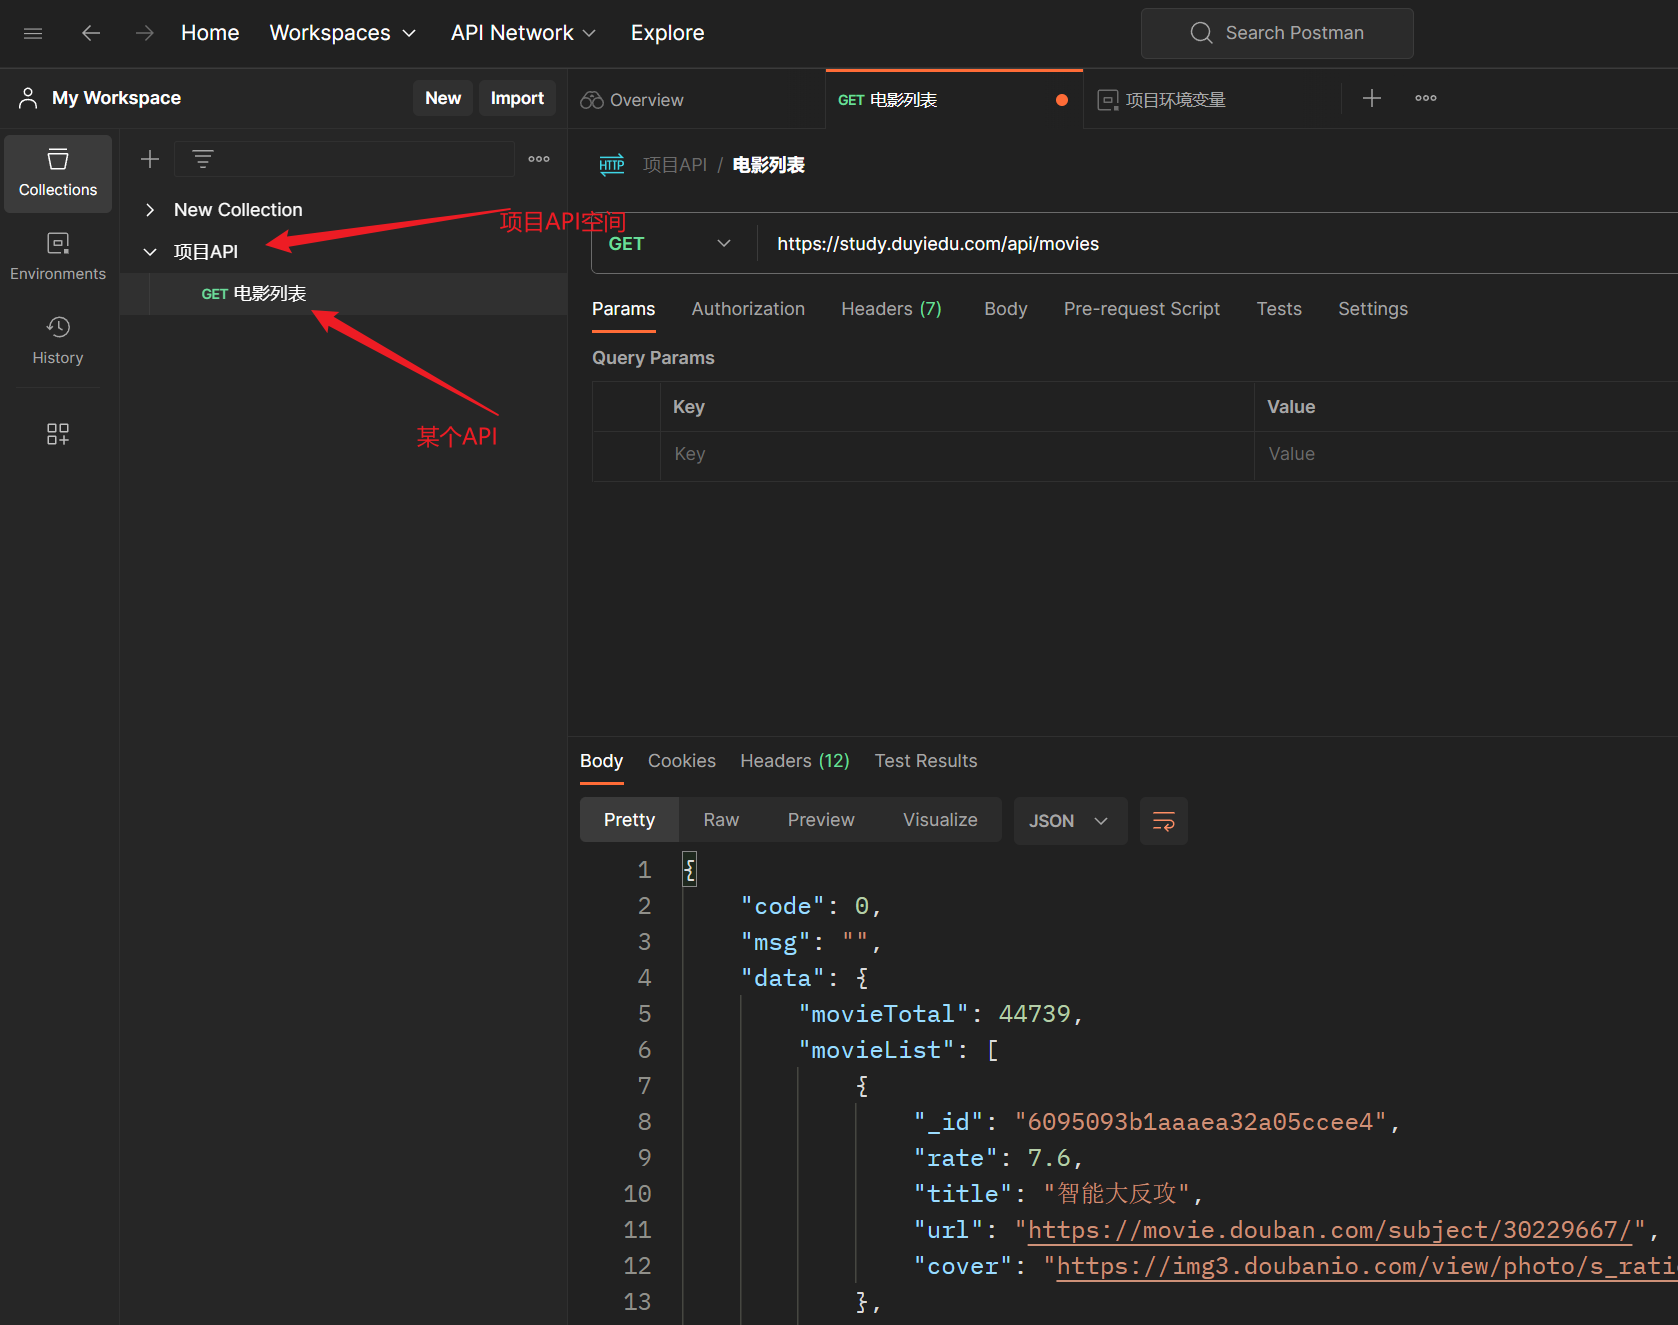 Home Workspaces API Network Explore Search Postman
My Workspace New Import
Overview GET 电影列表 项目环境变量
Collections
Environments
History
New Collection
项目API
GET 电影列表
项目API空间
某个API
HTTP 项目API / 电影列表
GET https://study.duyiedu.com/api/movies
Params Authorization Headers (7) Body Pre-request Script Tests Settings
Query Params
Key Value
Key Value
Body Cookies Headers (12) Test Results
Pretty Raw Preview Visualize JSON
1 {
2 "code": 0,
3 "msg": "",
4 "data": {
5 "movieTotal": 44739,
6 "movieList": [
7 {
8 "_id": "6095093b1aaaea32a05ccee4",
9 "rate": 7.6,
10 "title": "智能大反攻",
11 "url": "https://movie.douban.com/subject/30229667/",
12 "cover": "https://img3.doubanio.com/view/photo/s_ratio
13 },